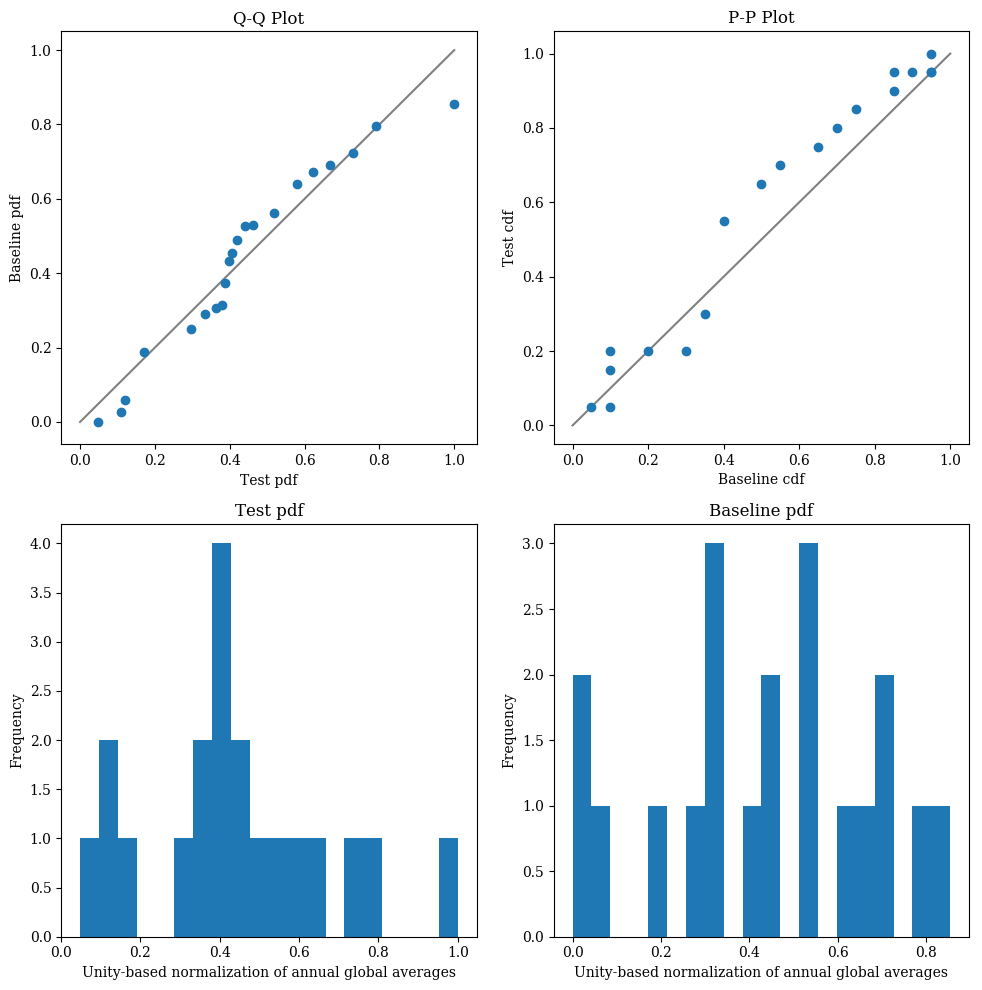 Q-Q Plot
1.0
0.8
0.6
0.4
0.2
0.0
Baseline pdf
0.0 0.2 0.4 0.6 0.8 1.0
Test pdf
P-P Plot
1.0
0.8
0.6
0.4
0.2
0.0
Test cdf
0.0 0.2 0.4 0.6 0.8 1.0
Baseline cdf
Test pdf
4.0
3.5
3.0
2.5
2.0
1.5
1.0
0.5
0.0
Frequency
0.0 0.2 0.4 0.6 0.8 1.0
Unity-based normalization of annual global averages
Baseline pdf
3.0
2.5
2.0
1.5
1.0
0.5
0.0
Frequency
0.0 0.2 0.4 0.6 0.8
Unity-based normalization of annual global averages